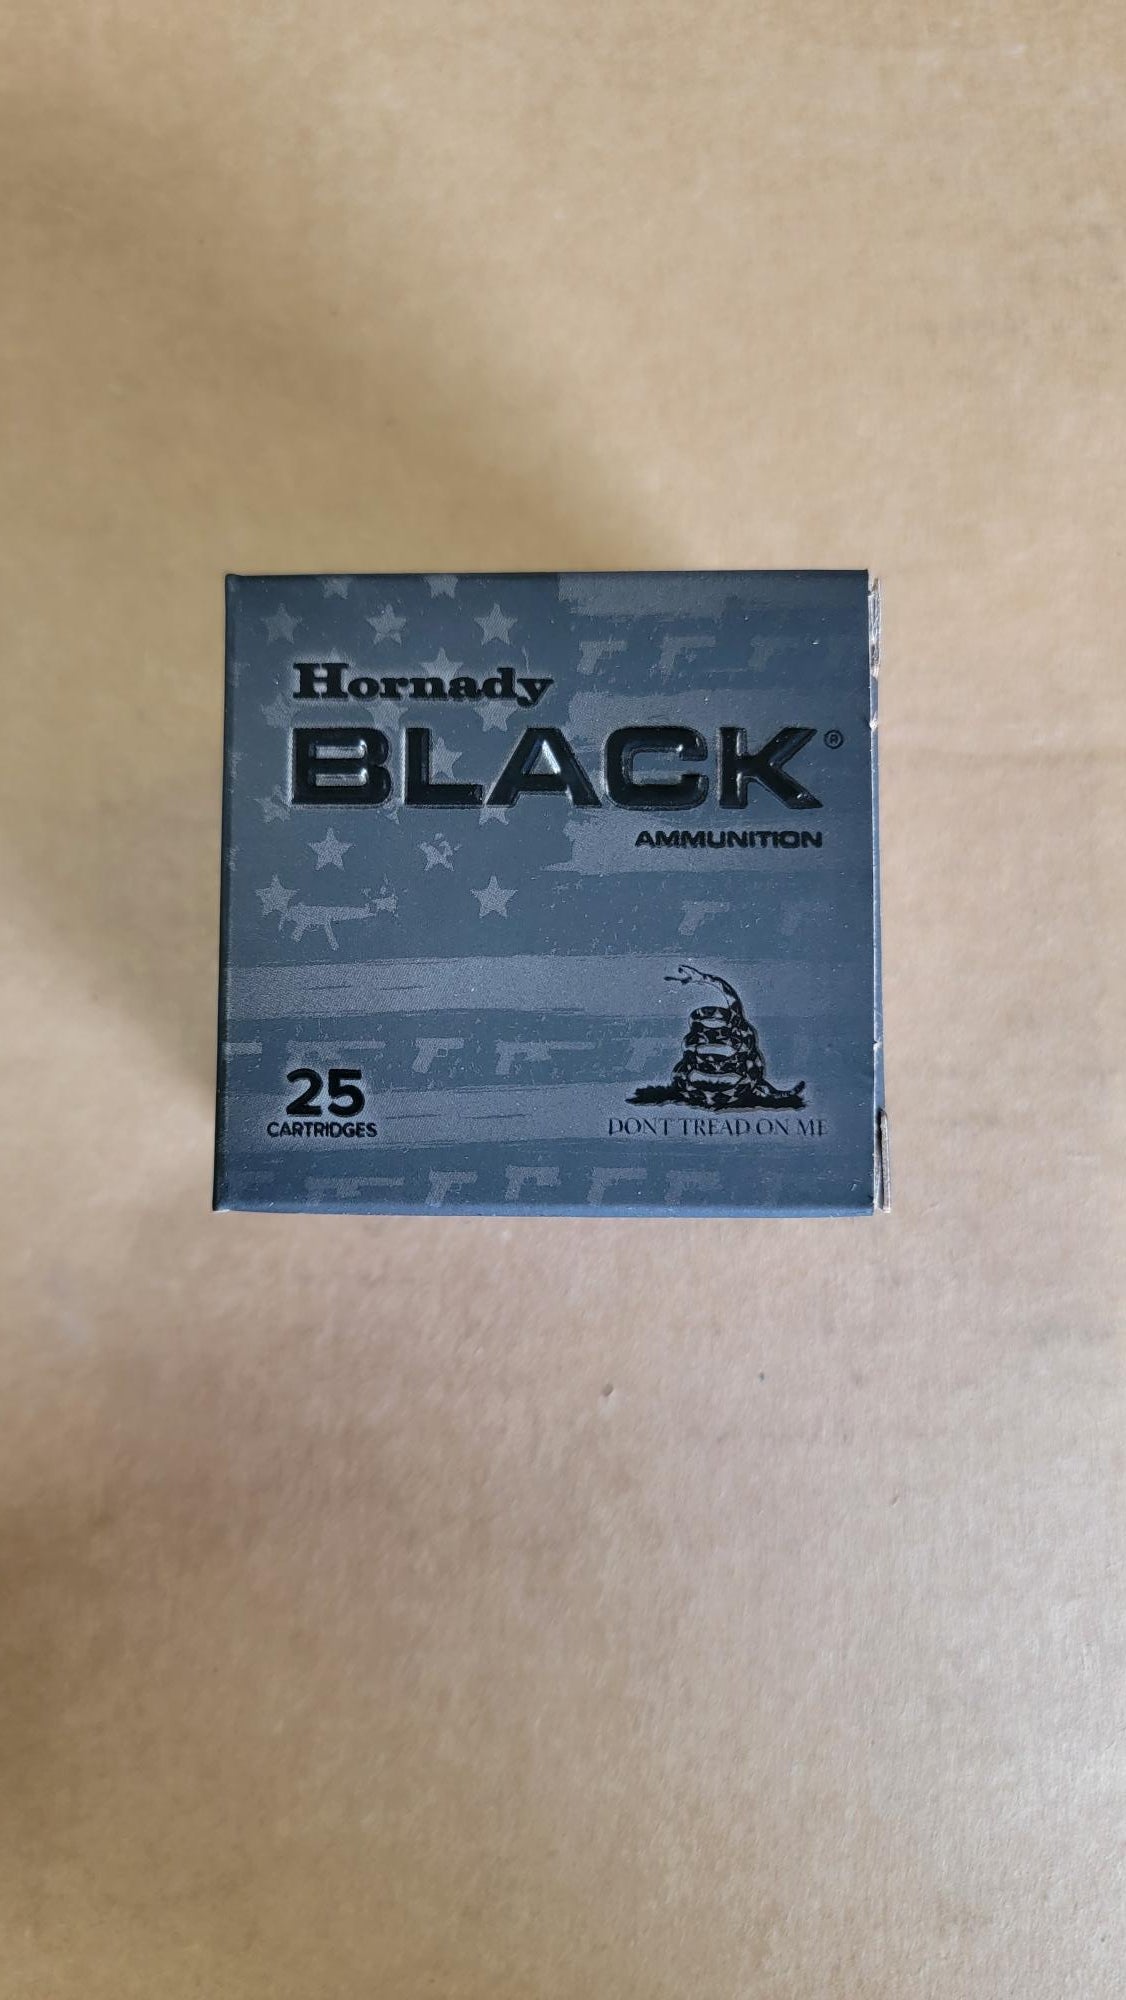 Hornady
BLACK®
AMMUNITION
25
CARTRIDGES
DONT TREAD ON ME